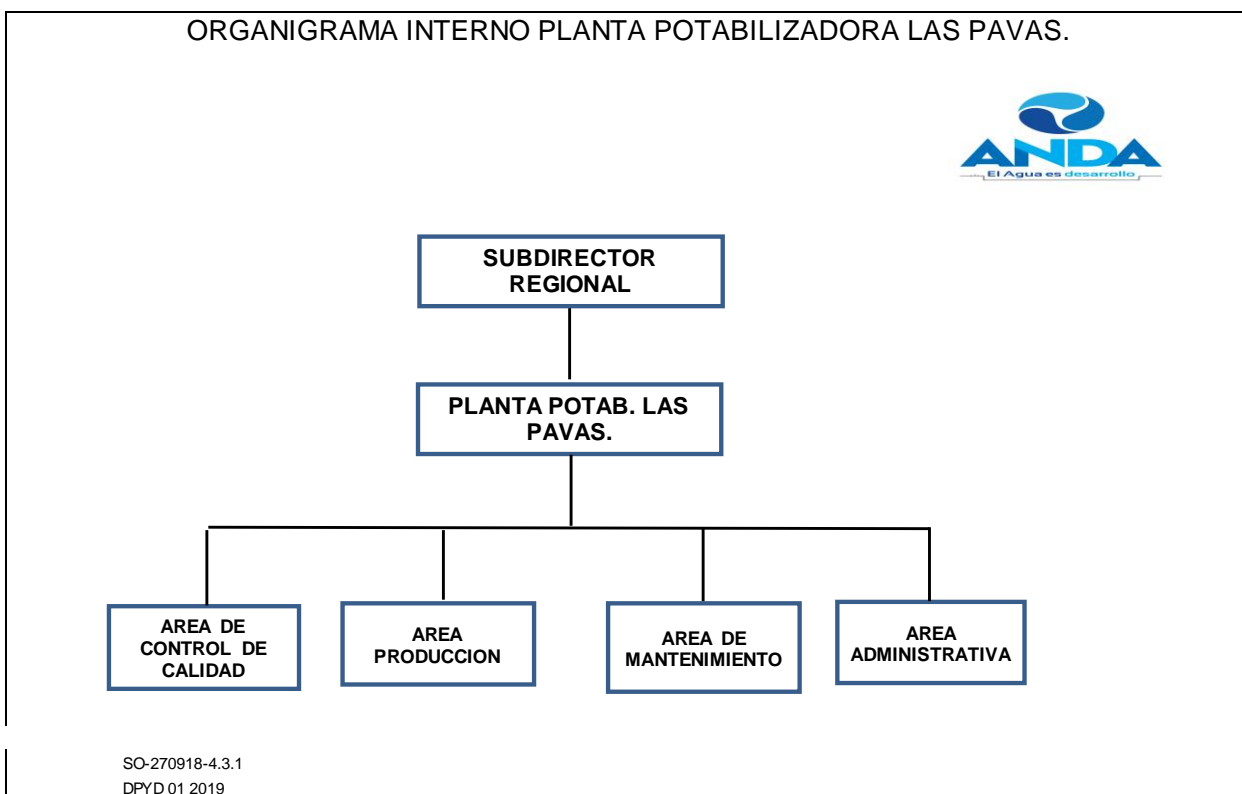 ORGANIGRAMA INTERNO PLANTA POTABILIZADORA LAS PAVAS.
ANDA
El Agua es desarrollo
SUBDIRECTOR
REGIONAL
PLANTA POTAB. LAS
PAVAS.
AREA DE
CONTROL DE
CALIDAD
AREA
PRODUCCION
AREA DE
MANTENIMIENTO
AREA
ADMINISTRATIVA
SO-270918-4.3.1
DPYD 01 2019